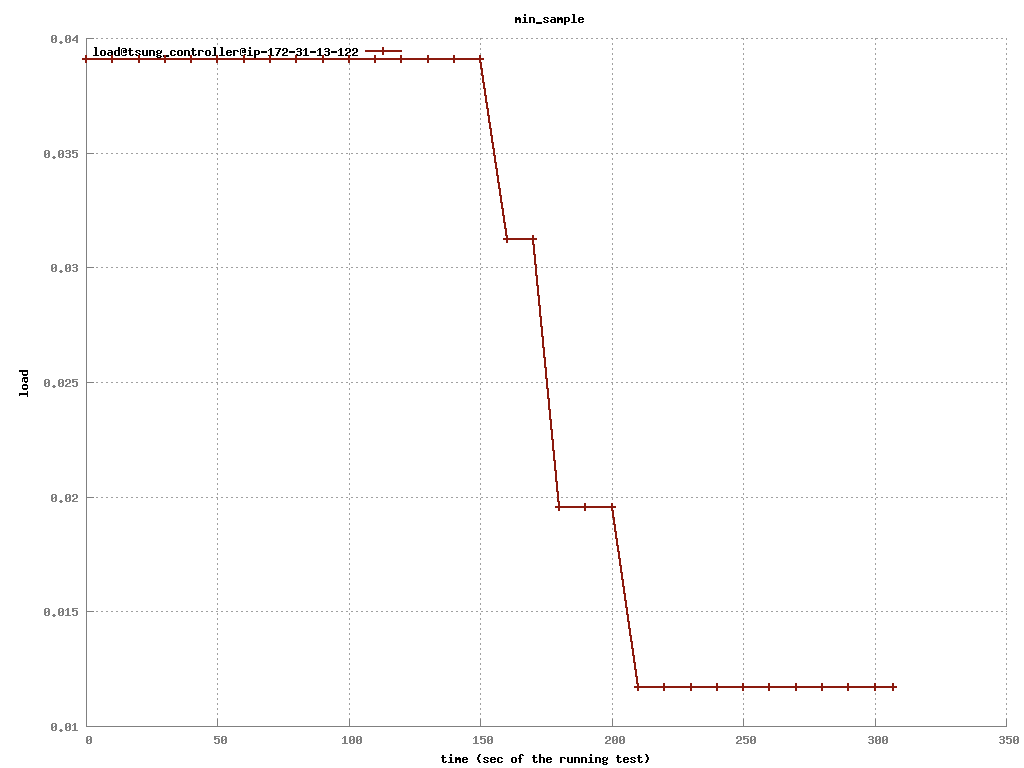 min_sample
load@tsung_controller@ip-172-31-13-122
0.04
0.035
0.03
0.025
0.02
0.015
0.01
load
0 50 100 150 200 250 300 350
time (sec of the running test)